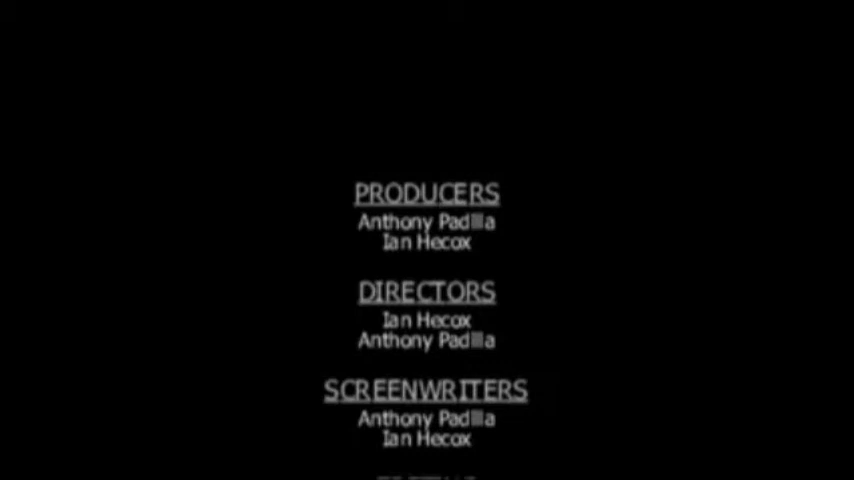 PRODUCERS
Anthony Padilla
Ian Hecox
DIRECTORS
Ian Hecox
Anthony Padilla
SCREENWRITERS
Anthony Padilla
Ian Hecox